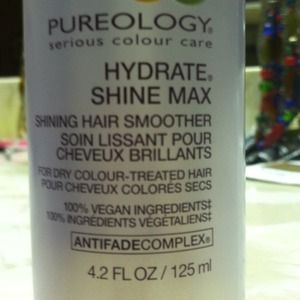 PUREOLOGY®
serious colour care
HYDRATE®
SHINE MAX
SHINING HAIR SMOOTHER
SOIN LISSANT POUR
CHEVEUX BRILLANTS
FOR DRY COLOUR-TREATED HAIR
POUR CHEVEUX COLORÉS SECS
100% VEGAN INGREDIENTS‡
100% INGRÉDIENTS VÉGÉTALIENS‡
ANTIFADECOMPLEX®
4.2 FL OZ / 125 ml